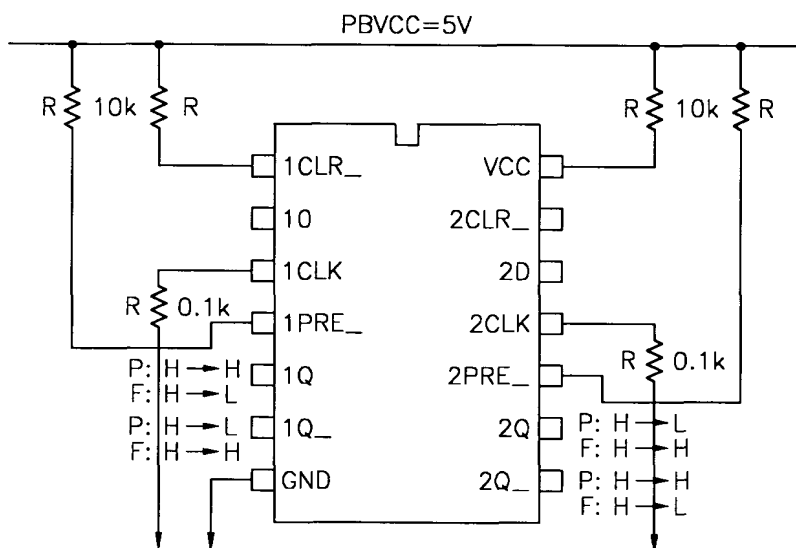 PBVCC=5V
R 10k R
R 10k R
1CLR_
VCC
1O
2CLR_
1CLK
2D
R 0.1k
1PRE_
2CLK
P: H → H
F: H → L
1Q
2PRE_
R 0.1k
P: H → L
F: H → H
1Q_
2Q
P: H → L
F: H → H
GND
2Q_
P: H → H
F: H → L